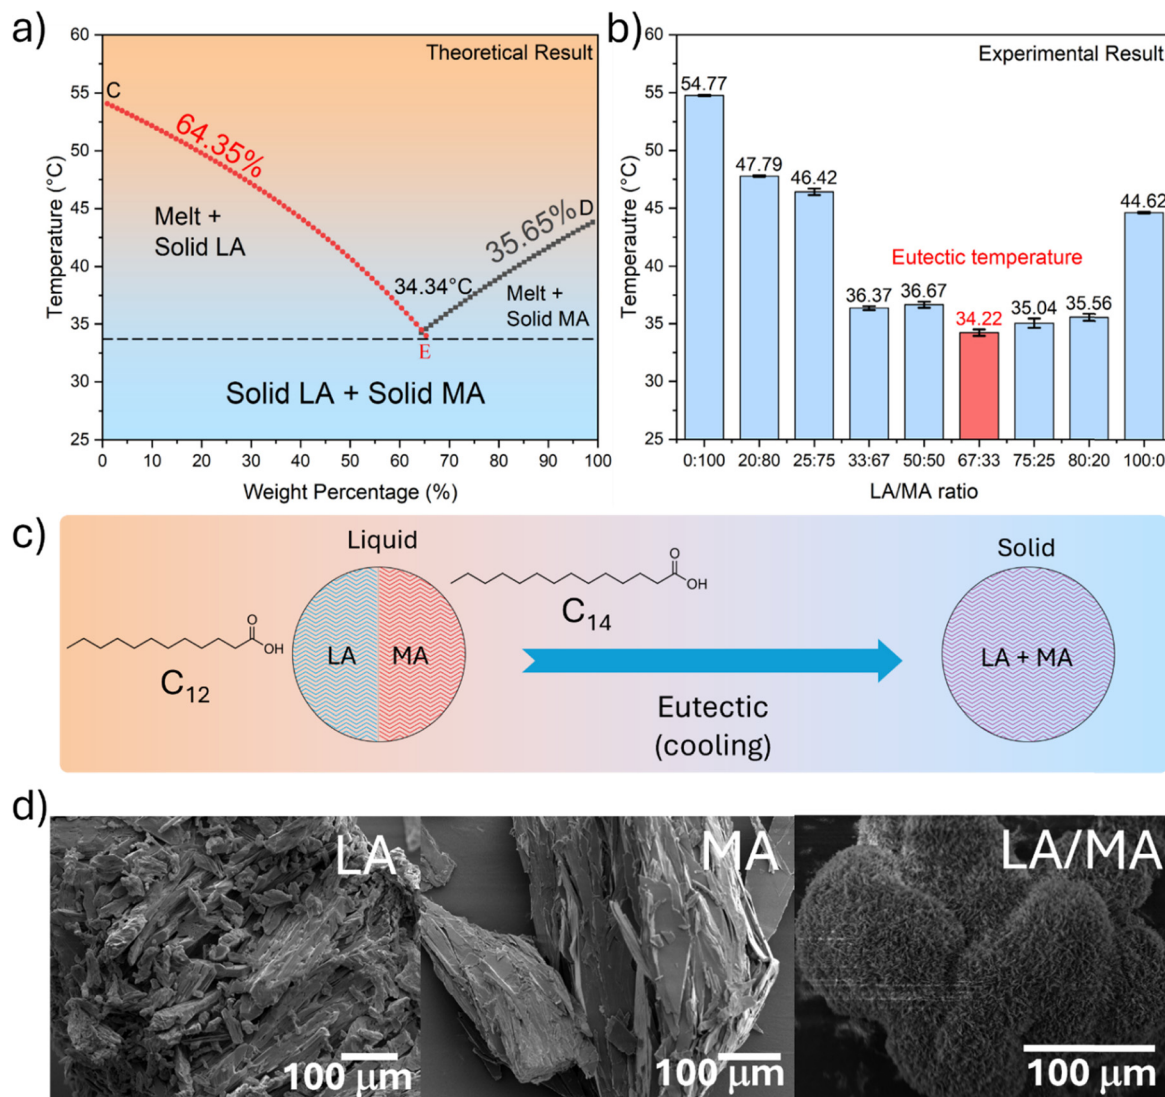 a)
Theoretical Result
C
64.35%
Melt +
Solid LA
35.65%
D
34.34°C
Melt +
Solid MA
E
Solid LA + Solid MA
60
55
50
45
40
35
30
25
Temperature (°C)
0 10 20 30 40 50 60 70 80 90 100
Weight Percentage (%)
b)
Experimental Result
54.77
47.79
46.42
36.37
36.67
34.22
35.04
35.56
44.62
Eutectic temperature
60
55
50
45
40
35
30
25
Temperautre (°C)
0:100 20:80 25:75 33:67 50:50 67:33 75:25 80:20 100:0
LA/MA ratio
c)
Liquid
LA MA
O
OH
C12
O
OH
C14
Eutectic
(cooling)
Solid
LA + MA
d)
LA
100 µm
MA
100 µm
LA/MA
100 µm